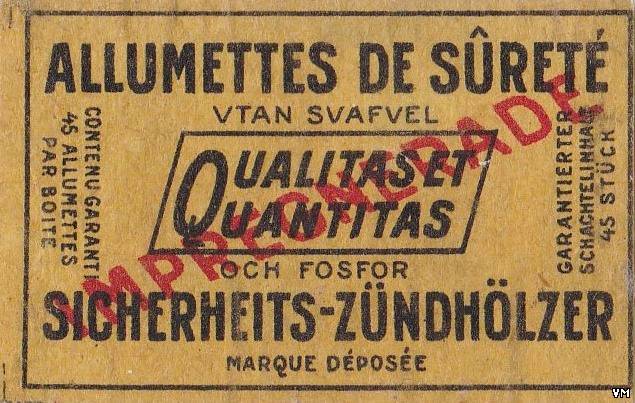 ALLUMETTES DE SÛRETÉ
VTAN SVAFVEL
CONTENU GARANTI
45 ALLUMETTES
PAR BOITE
QUALITAS ET
QUANTITAS
GARANTIERTER
SCHACHTELINHALT
45 STÜCK
IMPREGNERADE
OCH FOSFOR
SICHERHEITS-ZÜNDHÖLZER
MARQUE DÉPOSÉE
VM